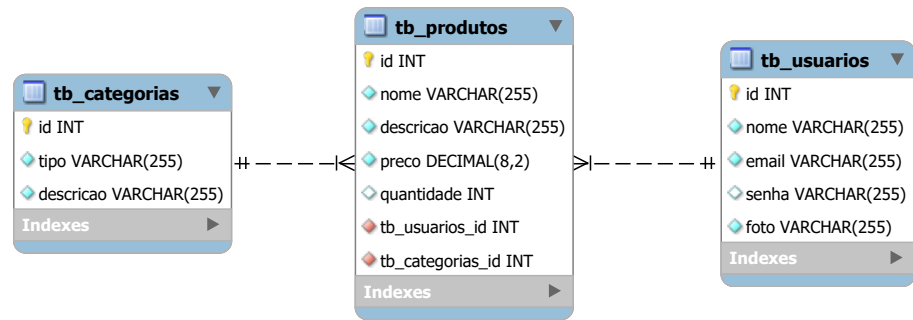 tb_categorias
id INT
tipo VARCHAR(255)
descricao VARCHAR(255)
Indexes
tb_produtos
id INT
nome VARCHAR(255)
descricao VARCHAR(255)
preco DECIMAL(8,2)
quantidade INT
tb_usuarios_id INT
tb_categorias_id INT
Indexes
tb_usuarios
id INT
nome VARCHAR(255)
email VARCHAR(255)
senha VARCHAR(255)
foto VARCHAR(255)
Indexes